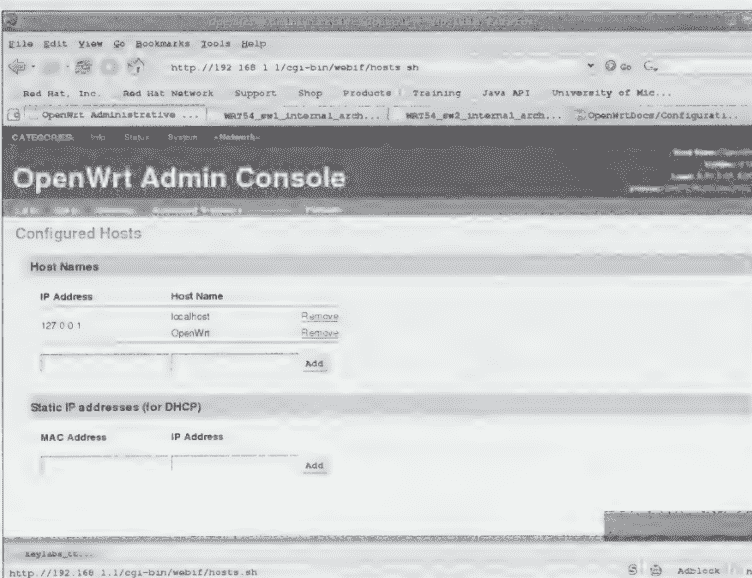 File Edit View Go Bookmarks Tools Help
http://192 168 1 1/cgi-bin/webif/hosts sh
Go
G
Red Hat, Inc. Red Hat Network Support Shop Products Training Java API University of Mic...
OpenWrt Administrative ... WRT54_sw1_internal_arch... WRT54_sw2_internal_arch... OpenWrtDocs/Configurati...
CATEGORIES: Info Status System Network
OpenWrt Admin Console
Configured Hosts
Host Names
IP Address Host Name
127 0 0 1
localhost Remove
OpenWrt Remove
Add
Static IP addresses (for DHCP)
MAC Address IP Address
Add
http://192.168 1.1/cgi-bin/webif/hosts.sh
S Adblock